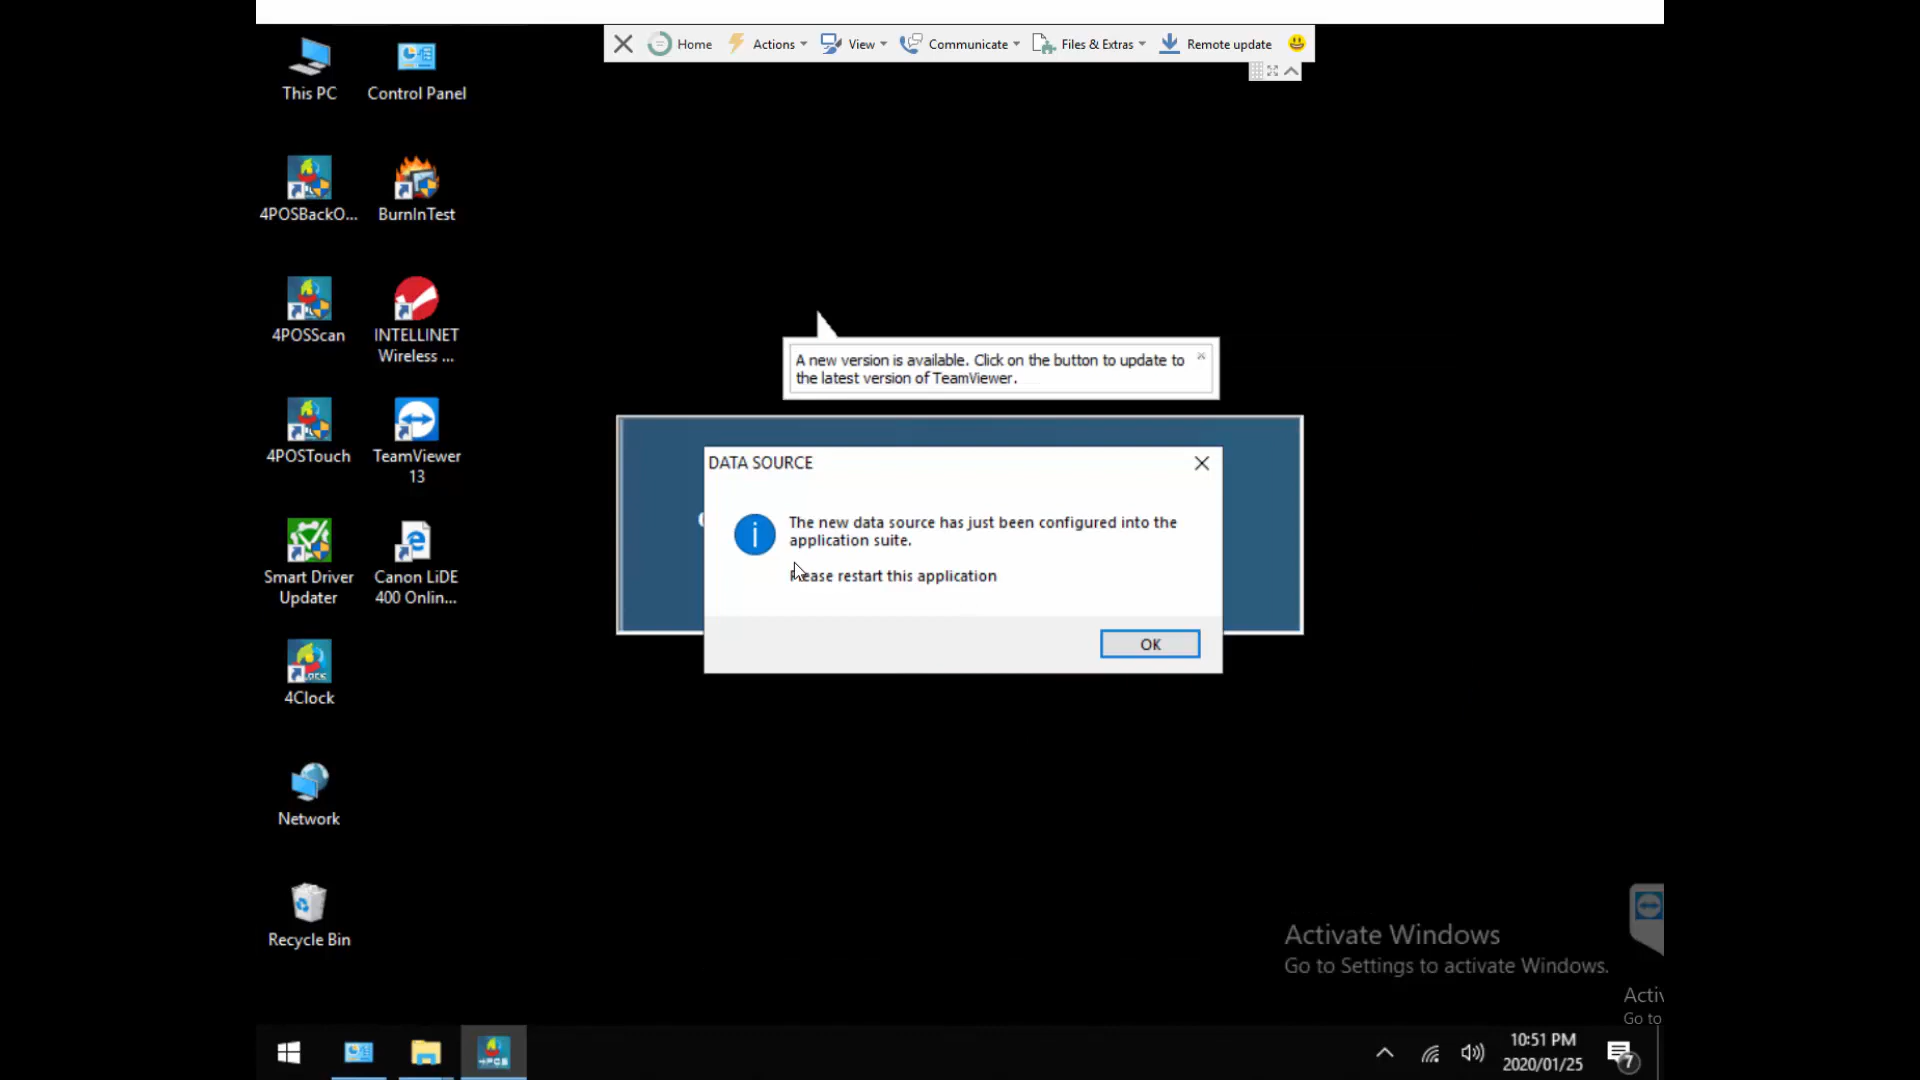 Home
Actions
View
Communicate
Files & Extras
Remote update
This PC
Control Panel
4POSBackO...
BurnInTest
4POSScan
INTELLINET
Wireless ...
A new version is available. Click on the button to update to
the latest version of TeamViewer.
4POSTouch
TeamViewer
13
DATA SOURCE
The new data source has just been configured into the
application suite.
Please restart this application
OK
Smart Driver
Updater
Canon LiDE
400 Onlin...
4Clock
Network
Recycle Bin
Activate Windows
Go to Settings to activate Windows.
Activ
Go to
10:51 PM
2020/01/25
7